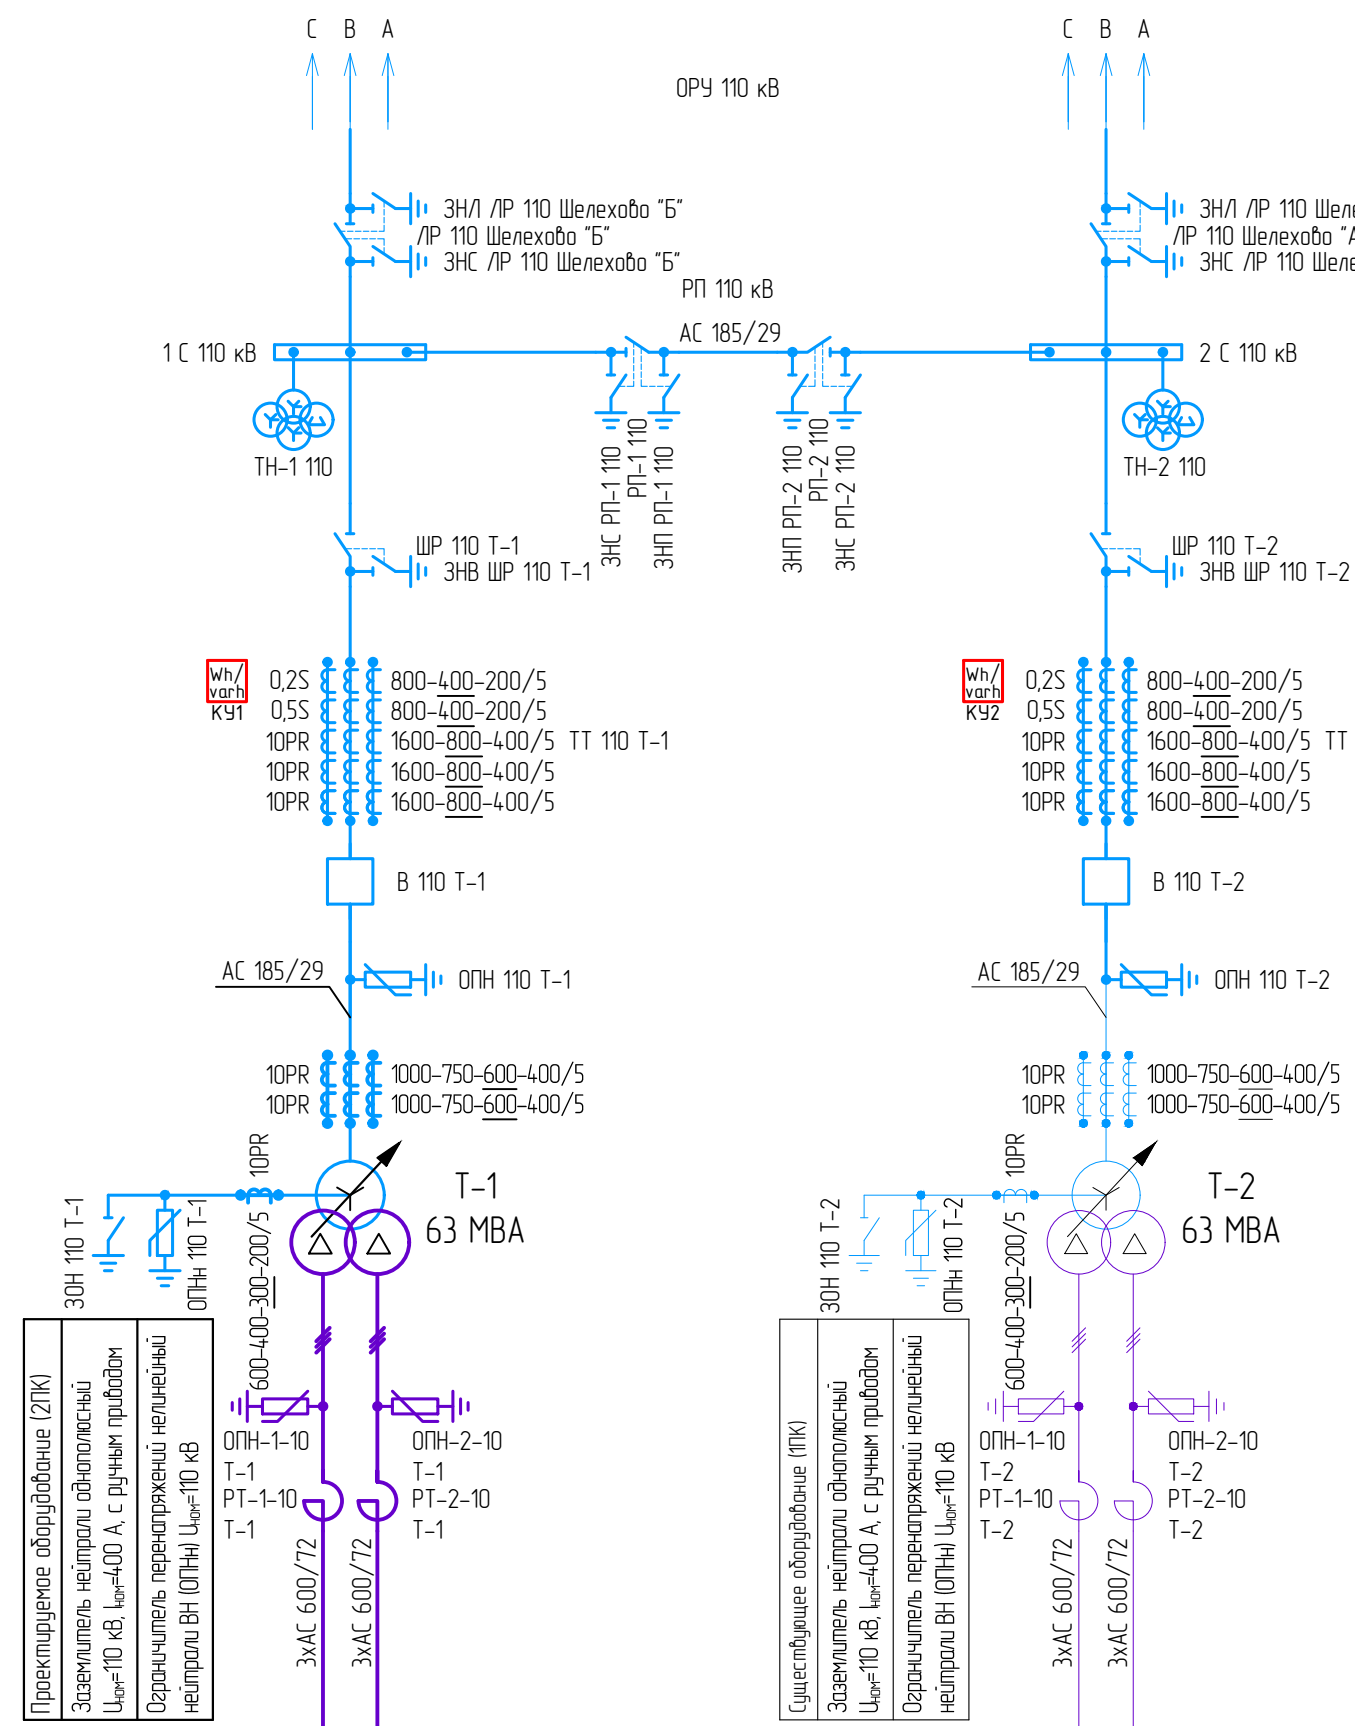 C B A
C B A
ОРУ 110 кВ
ЗНЛ ЛР 110 Шелехово "Б"
ЛР 110 Шелехово "Б"
ЗНС ЛР 110 Шелехово "Б"
ЗНЛ ЛР 110 Шеле
ЛР 110 Шелехово "А
ЗНС ЛР 110 Шеле
РП 110 кВ
АС 185/29
1 С 110 кВ
2 С 110 кВ
ТН-1 110
ТН-2 110
ЗНС РП-1 110
РП-1 110
ЗНП РП-1 110
ЗНП РП-2 110
РП-2 110
ЗНС РП-2 110
ШР 110 Т-1
ЗНВ ШР 110 Т-1
ШР 110 Т-2
ЗНВ ШР 110 Т-2
Wh/
varh
КУ1
0,2S 800-400-200/5
0,5S 800-400-200/5
10PR 1600-800-400/5 ТТ 110 Т-1
10PR 1600-800-400/5
10PR 1600-800-400/5
Wh/
varh
КУ2
0,2S 800-400-200/5
0,5S 800-400-200/5
10PR 1600-800-400/5 ТТ
10PR 1600-800-400/5
10PR 1600-800-400/5
В 110 Т-1
В 110 Т-2
АС 185/29
ОПН 110 Т-1
АС 185/29
ОПН 110 Т-2
10PR 1000-750-600-400/5
10PR 1000-750-600-400/5
10PR 1000-750-600-400/5
10PR 1000-750-600-400/5
ЗОН 110 Т-1
ОПНн 110 Т-1
10PR
600-400-300-200/5
Т-1
63 МВА
ЗОН 110 Т-2
ОПНн 110 Т-2
10PR
600-400-300-200/5
Т-2
63 МВА
Проектируемое оборудование (2ПК)
Заземлитель нейтрали однополюсный
Uном=110 кВ, Iном=400 А, с ручным приводом
Ограничитель перенапряжений нелинейный
нейтрали ВН (ОПНн) Uном=110 кВ
ОПН-1-10
Т-1
РТ-1-10
Т-1
ОПН-2-10
Т-1
РТ-2-10
Т-1
3хАС 600/72
3хАС 600/72
Существующее оборудование (1ПК)
Заземлитель нейтрали однополюсный
Uном=110 кВ, Iном=400 А, с ручным приводом
Ограничитель перенапряжений нелинейный
нейтрали ВН (ОПНн) Uном=110 кВ
ОПН-1-10
Т-2
РТ-1-10
Т-2
ОПН-2-10
Т-2
РТ-2-10
Т-2
3хАС 600/72
3хАС 600/72